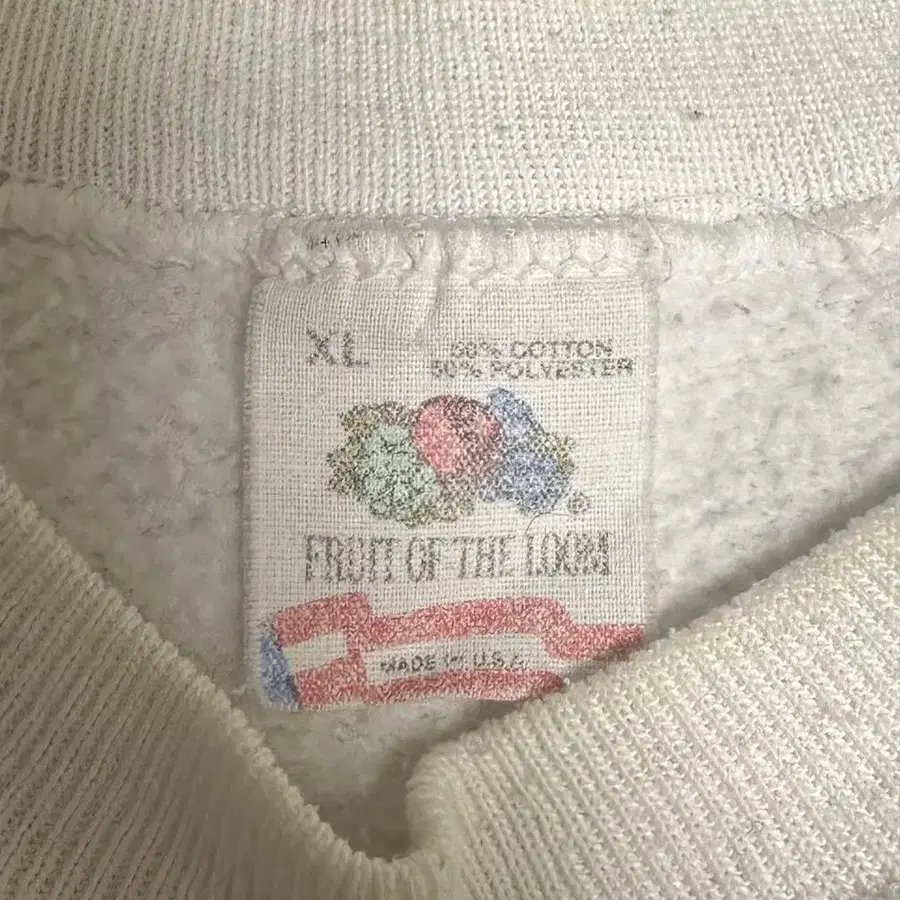 XL
50% COTTON
50% POLYESTER
®
FRUIT OF THE LOOM
MADE IN U.S.A.